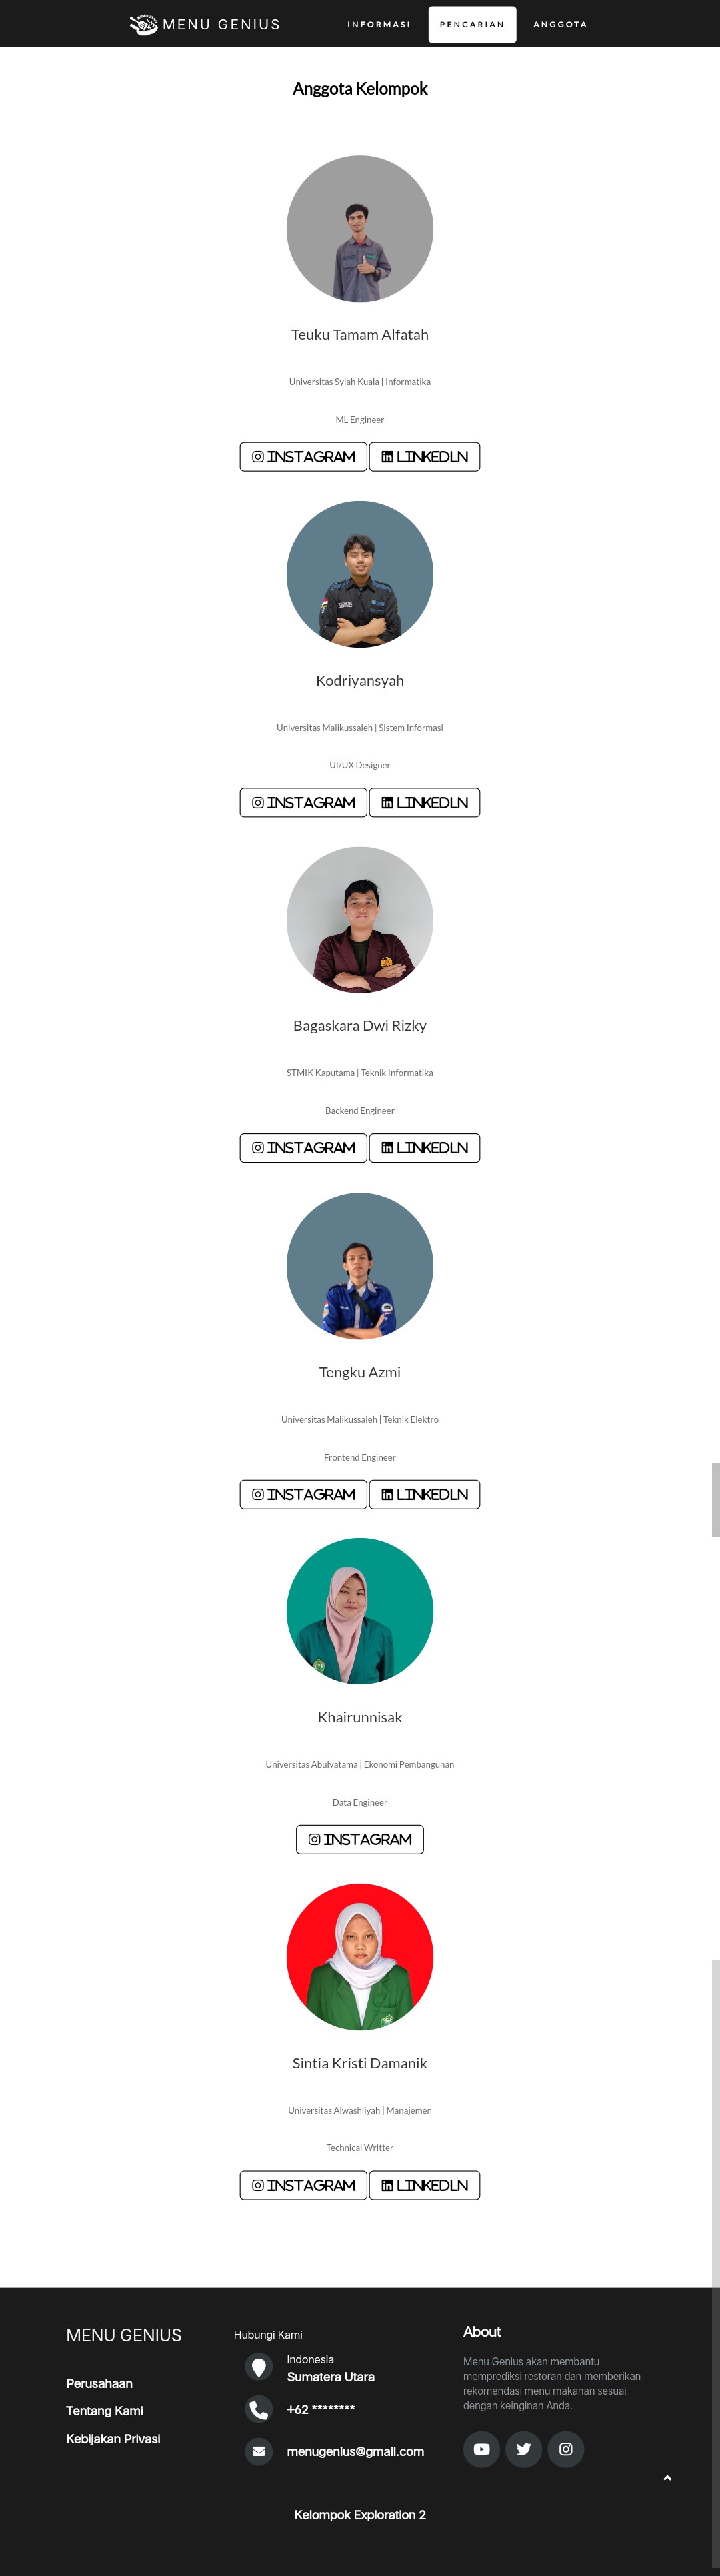 MENU GENIUS
INFORMASI
PENCARIAN
ANGGOTA
Anggota Kelompok
Teuku Tamam Alfatah
Universitas Syiah Kuala | Informatika
ML Engineer
INSTAGRAM
LINKEDLN
Kodriyansyah
Universitas Malikussaleh | Sistem Informasi
UI/UX Designer
INSTAGRAM
LINKEDLN
Bagaskara Dwi Rizky
STMIK Kaputama | Teknik Informatika
Backend Engineer
INSTAGRAM
LINKEDLN
Tengku Azmi
Universitas Malikussaleh | Teknik Elektro
Frontend Engineer
INSTAGRAM
LINKEDLN
Khairunnisak
Universitas Abulyatama | Ekonomi Pembangunan
Data Engineer
INSTAGRAM
Sintia Kristi Damanik
Universitas Alwashliyah | Manajemen
Technical Writter
INSTAGRAM
LINKEDLN
MENU GENIUS
Perusahaan
Tentang Kami
Kebijakan Privasi
Hubungi Kami
Indonesia
Sumatera Utara
+62 ********
menugenius@gmail.com
About
Menu Genius akan membantu
memprediksi restoran dan memberikan
rekomendasi menu makanan sesuai
dengan keinginan Anda.
Kelompok Exploration 2